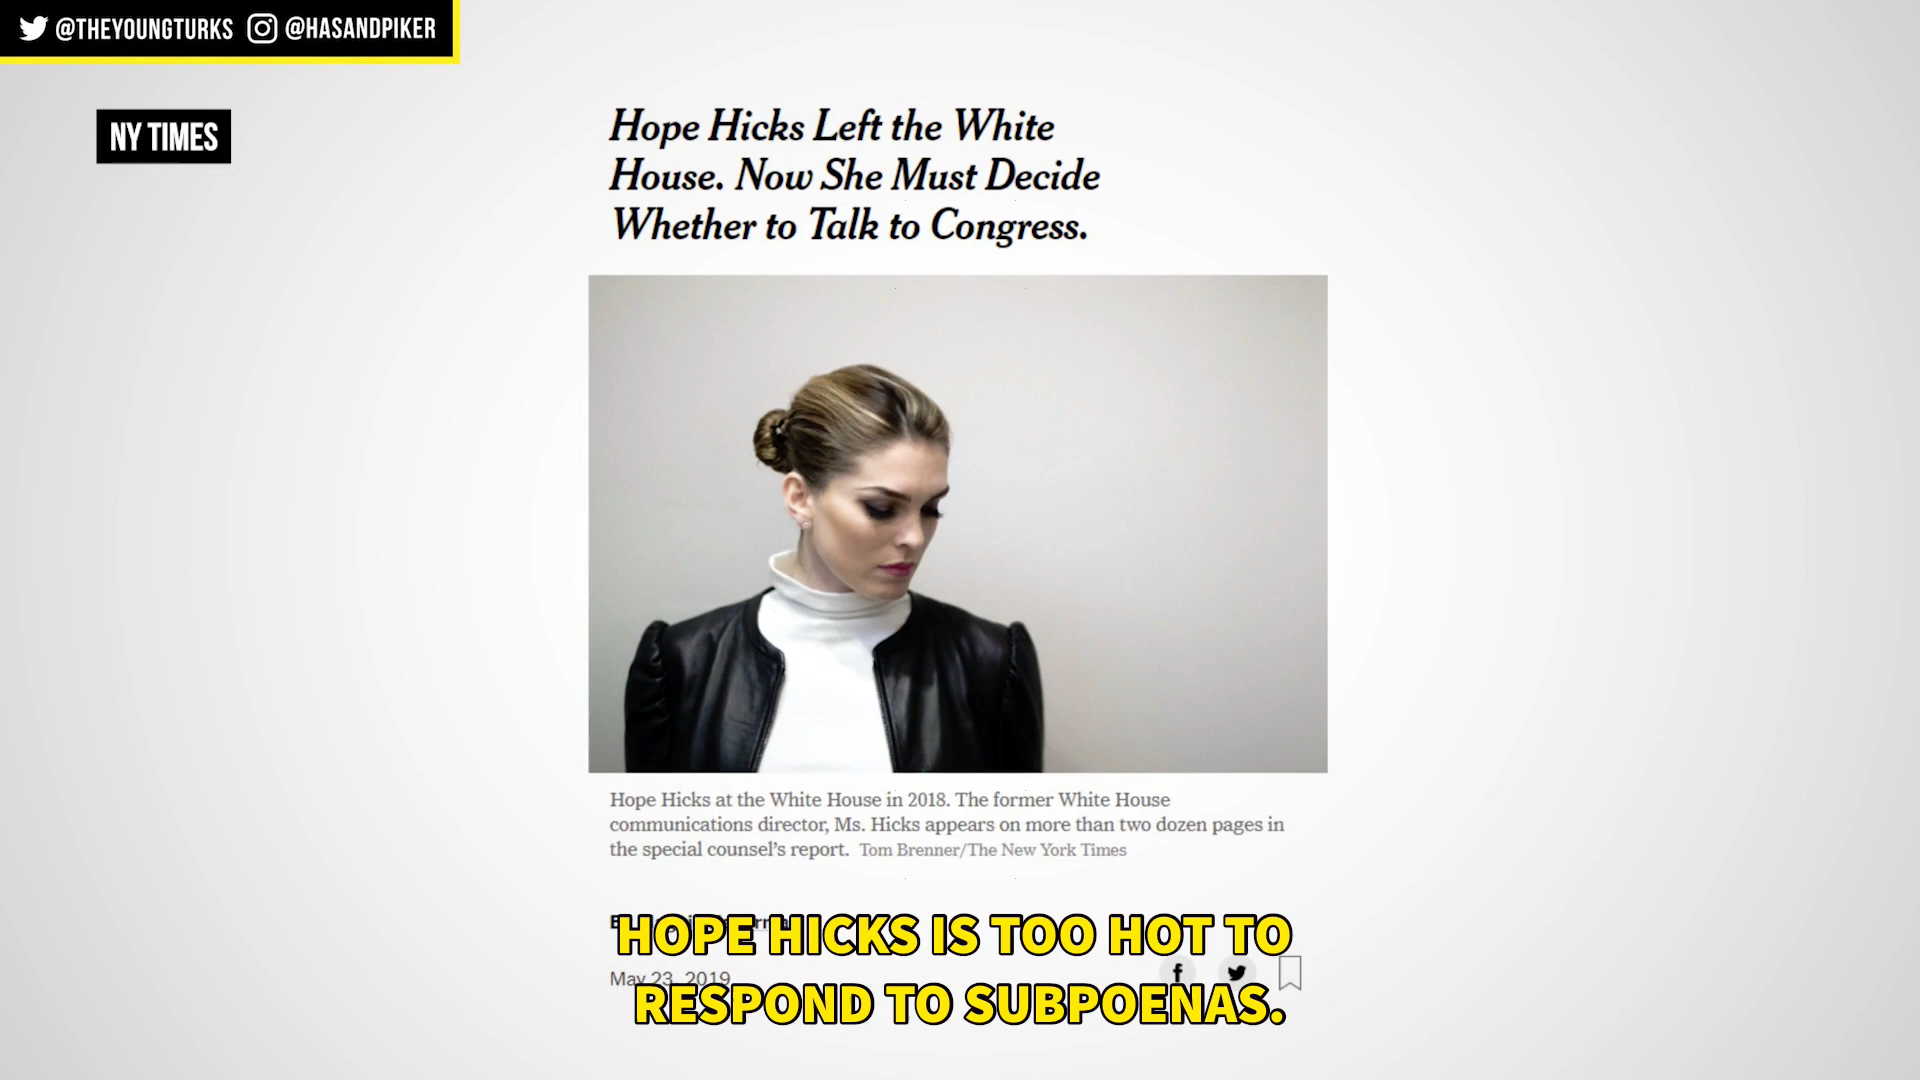 @THEYOUNGTURKS @HASANDPIKER
NY TIMES
Hope Hicks Left the White
House. Now She Must Decide
Whether to Talk to Congress.
Hope Hicks at the White House in 2018. The former White House
communications director, Ms. Hicks appears on more than two dozen pages in
the special counsel's report. Tom Brenner/The New York Times
HOPE HICKS IS TOO HOT TO
May 23, 2019
RESPOND TO SUBPOENAS.